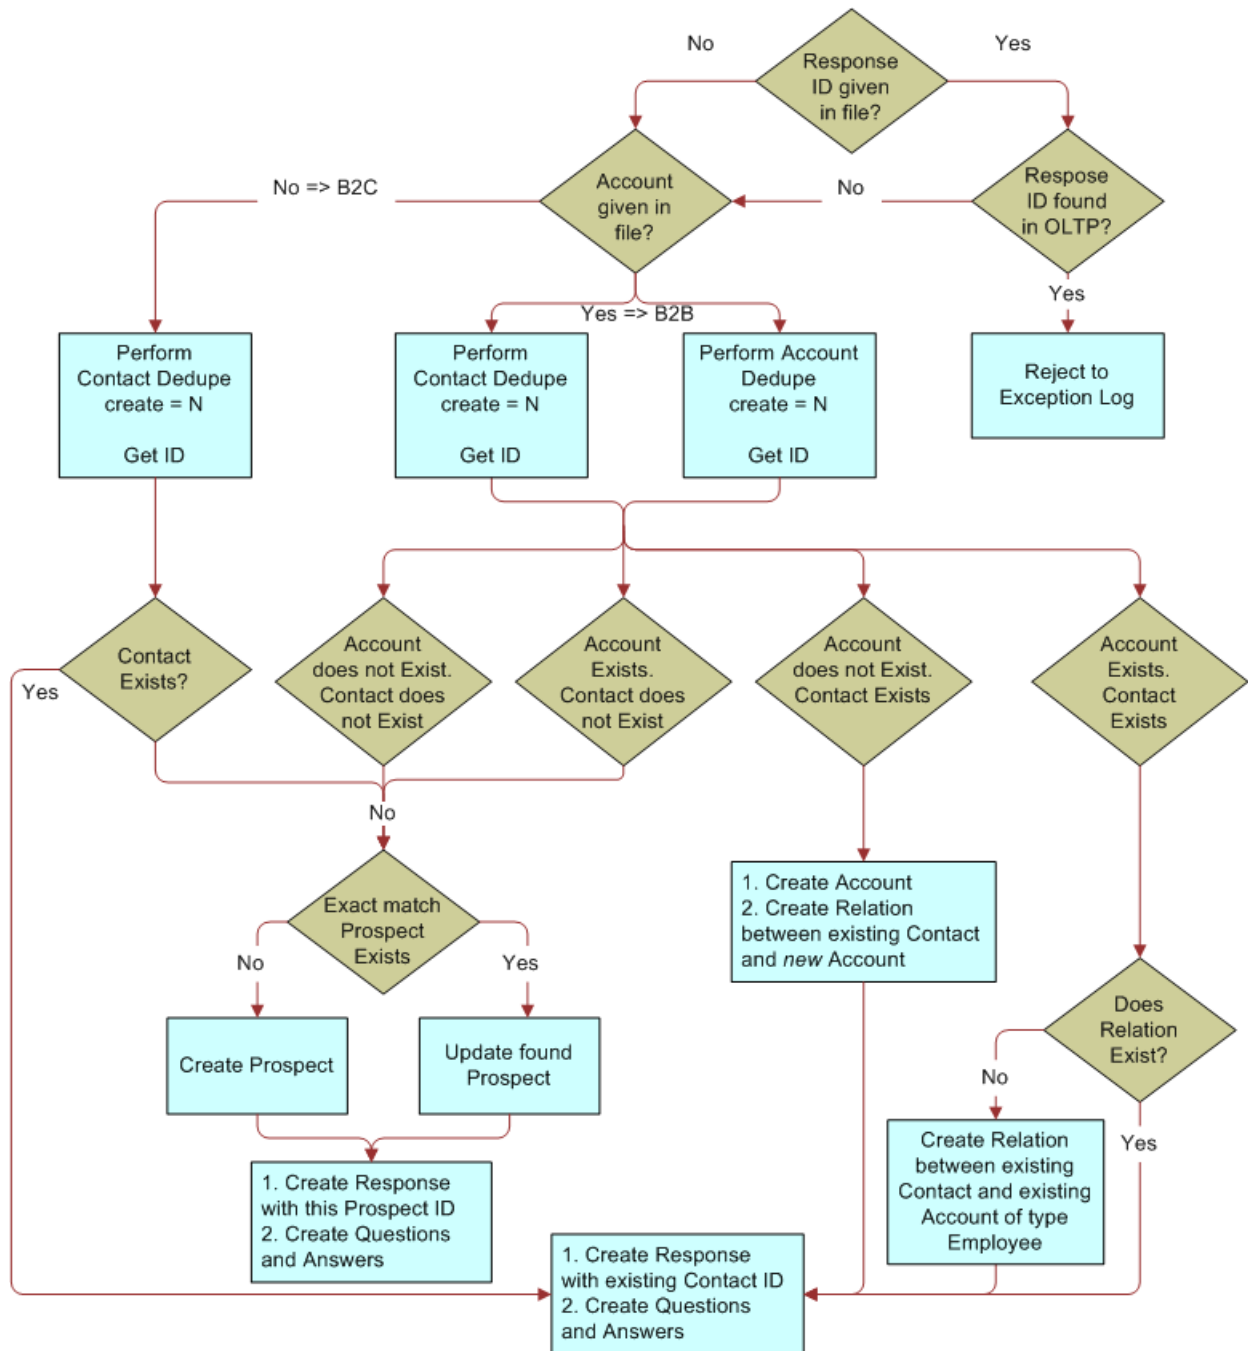 No
Yes
Response
ID given
in file?
No => B2C
Account
given in
file?
No
Respose
ID found
in OLTP?
Yes => B2B
Yes
Perform
Contact Dedupe
create = N
Get ID
Perform
Contact Dedupe
create = N
Get ID
Perform Account
Dedupe
create = N
Get ID
Reject to
Exception Log
Contact
Exists?
Yes
Account
does not Exist.
Contact does
not Exist
Account
Exists.
Contact does
not Exist
Account
does not Exist.
Contact Exists
Account
Exists.
Contact
Exists
No
Exact match
Prospect
Exists
No
Yes
1. Create Account
2. Create Relation
between existing Contact
and new Account
Does
Relation
Exist?
Create Prospect
Update found
Prospect
No
Yes
Create Relation
between existing
Contact and existing
Account of type
Employee
1. Create Response
with this Prospect ID
2. Create Questions
and Answers
1. Create Response
with existing Contact ID
2. Create Questions
and Answers